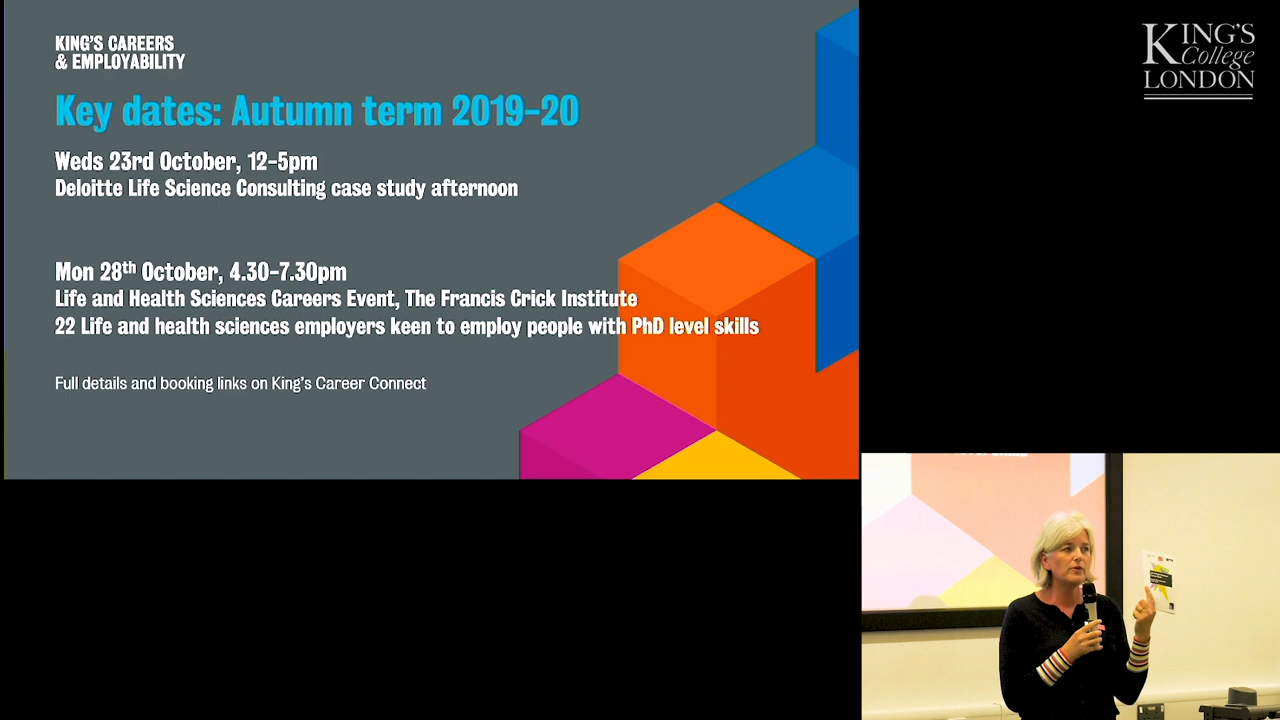 KING'S CAREERS
& EMPLOYABILITY
Key dates: Autumn term 2019-20
Weds 23rd October, 12-5pm
Deloitte Life Science Consulting case study afternoon
Mon 28th October, 4.30-7.30pm
Life and Health Sciences Careers Event, The Francis Crick Institute
22 Life and health sciences employers keen to employ people with PhD level skills
Full details and booking links on King's Career Connect
KING'S
College
LONDON